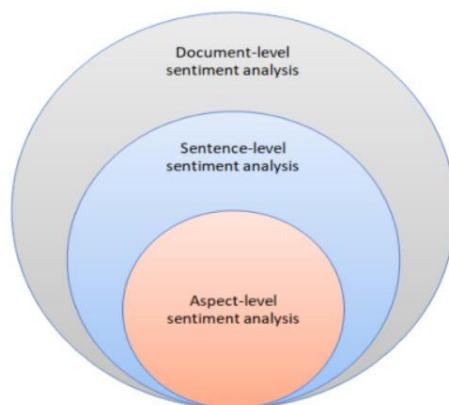 Document-level
sentiment analysis
Sentence-level
sentiment analysis
Aspect-level
sentiment analysis